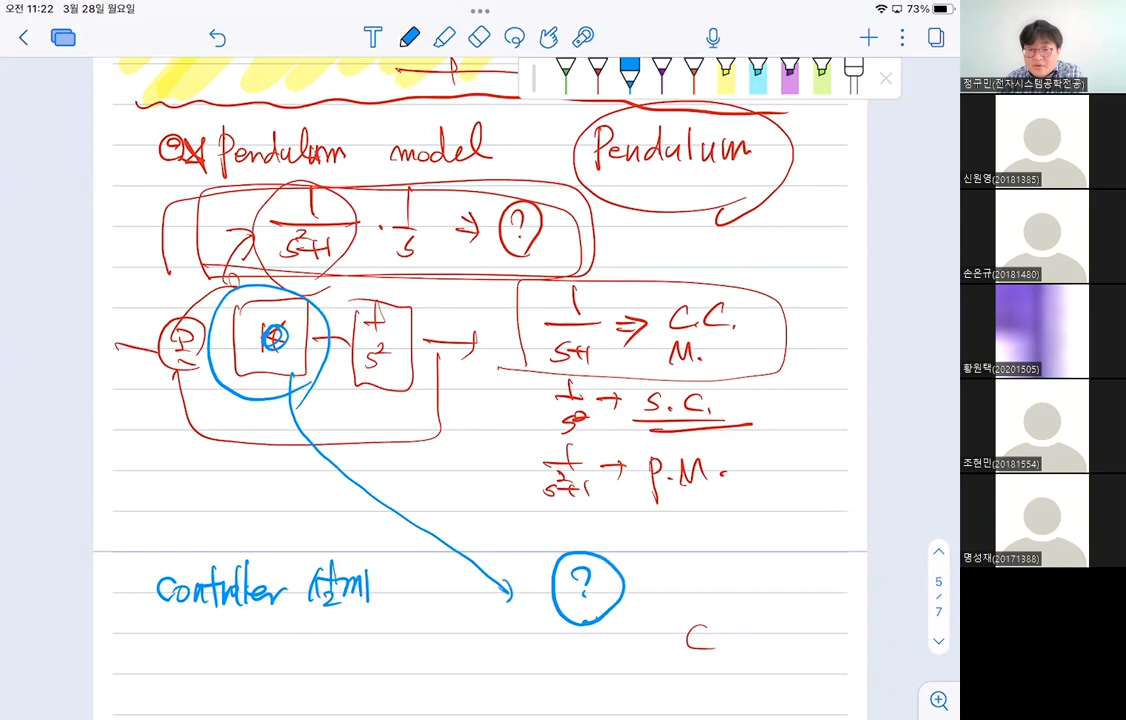 오전 11:22 3월 28일 월요일
73%
P
Pendulum model
Pendulum
1/(s²+1) · 1/s ⇒ ?
1/s²
1/(s+1) ⇒ C.C. M.
1/s² → S.C.
1/(s²+1) → P.M.
Controller 설계
?
C
5
/
7
정구민(전자시스템공학전공)
신원영(20181385)
손은규(20181480)
황원택(20201505)
조현민(20181554)
명성재(20171388)